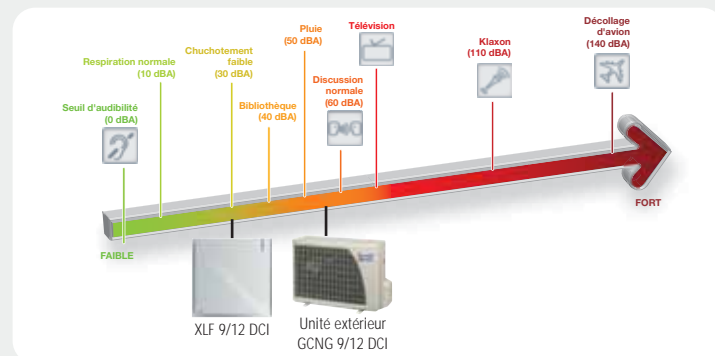 Seuil d'audibilité
(0 dBA)
Respiration normale
(10 dBA)
Chuchotement
faible
(30 dBA)
Bibliothèque
(40 dBA)
Pluie
(50 dBA)
Discussion
normale
(60 dBA)
Télévision
Klaxon
(110 dBA)
Décollage
d'avion
(140 dBA)
FAIBLE
FORT
XLF 9/12 DCI
Unité extérieur
GCNG 9/12 DCI